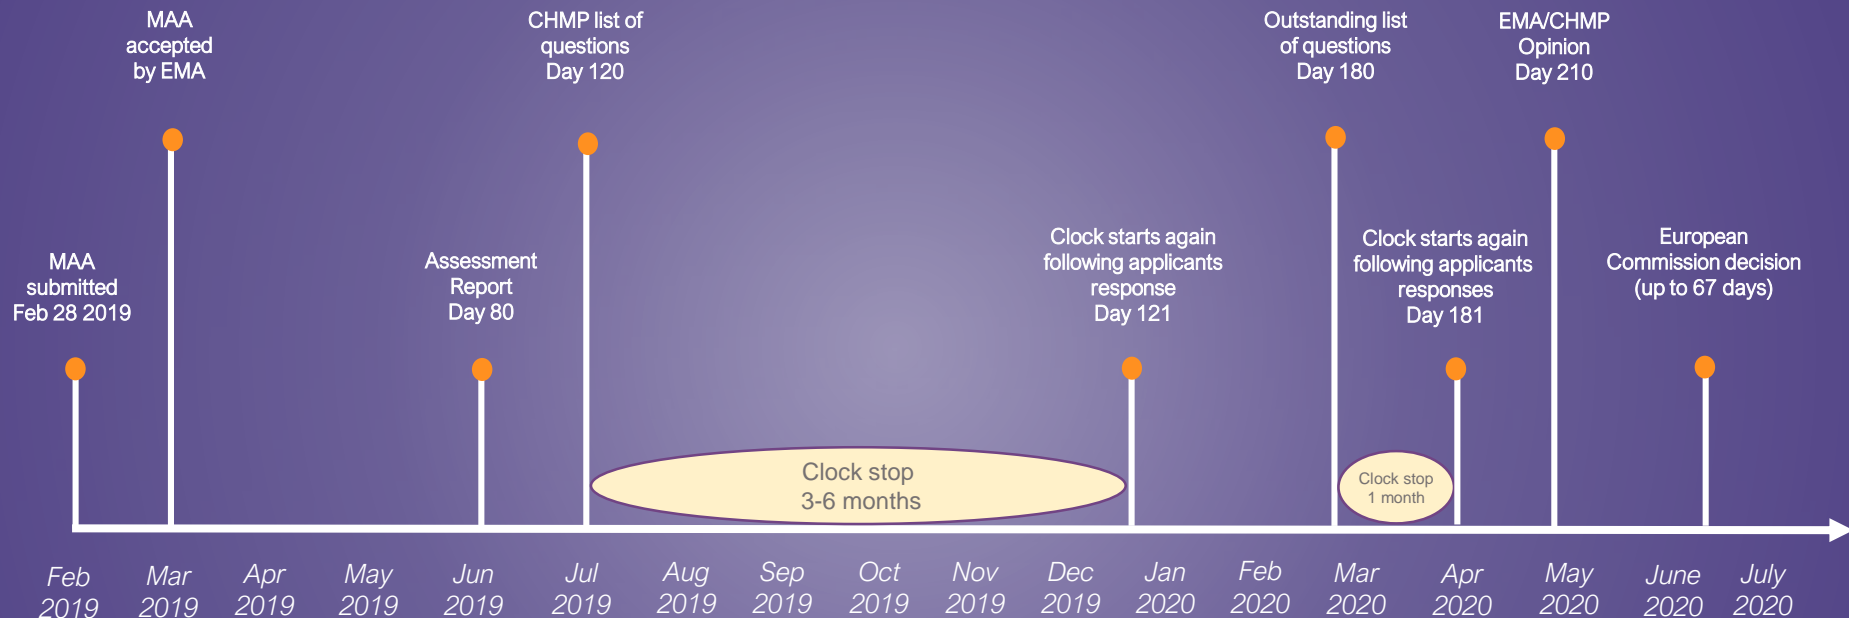 MAA
accepted
by EMA
CHMP list of
questions
Day 120
Outstanding list
of questions
Day 180
EMA/CHMP
Opinion
Day 210
MAA
submitted
Feb 28 2019
Assessment
Report
Day 80
Clock starts again
following applicants
response
Day 121
Clock starts again
following applicants
responses
Day 181
European
Commission decision
(up to 67 days)
Clock stop
3-6 months
Clock stop
1 month
Feb
2019
Mar
2019
Apr
2019
May
2019
Jun
2019
Jul
2019
Aug
2019
Sep
2019
Oct
2019
Nov
2019
Dec
2019
Jan
2020
Feb
2020
Mar
2020
Apr
2020
May
2020
June
2020
July
2020